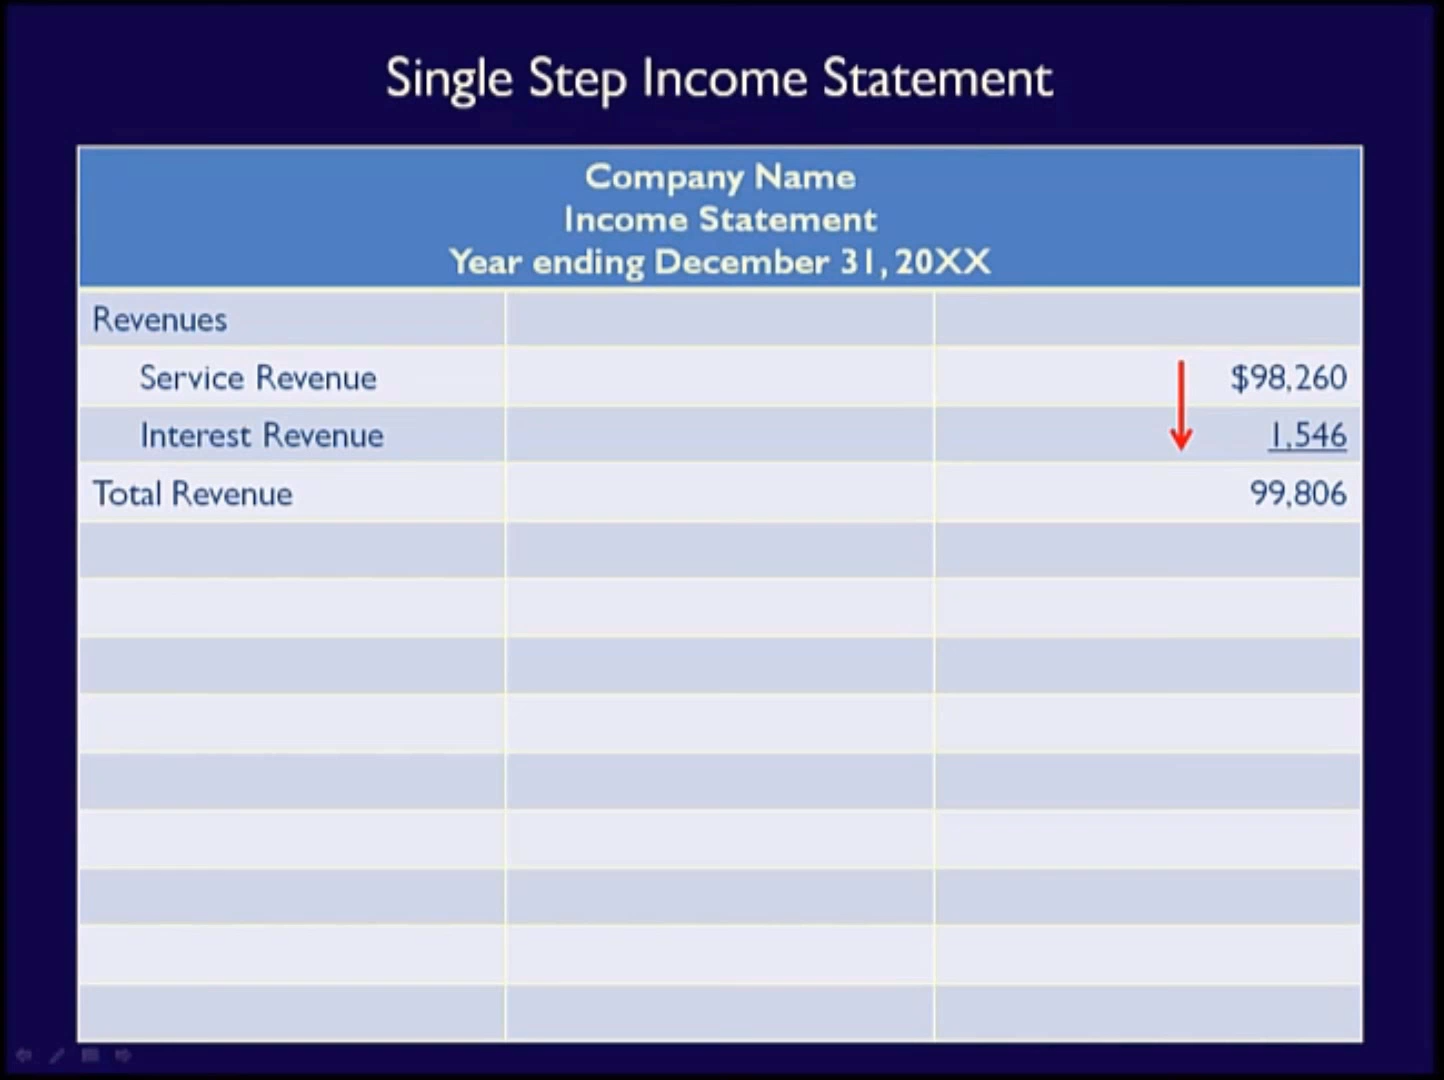 Single Step Income Statement
Company Name
Income Statement
Year ending December 31, 20XX
Revenues
Service Revenue $98,260
Interest Revenue 1,546
Total Revenue 99,806